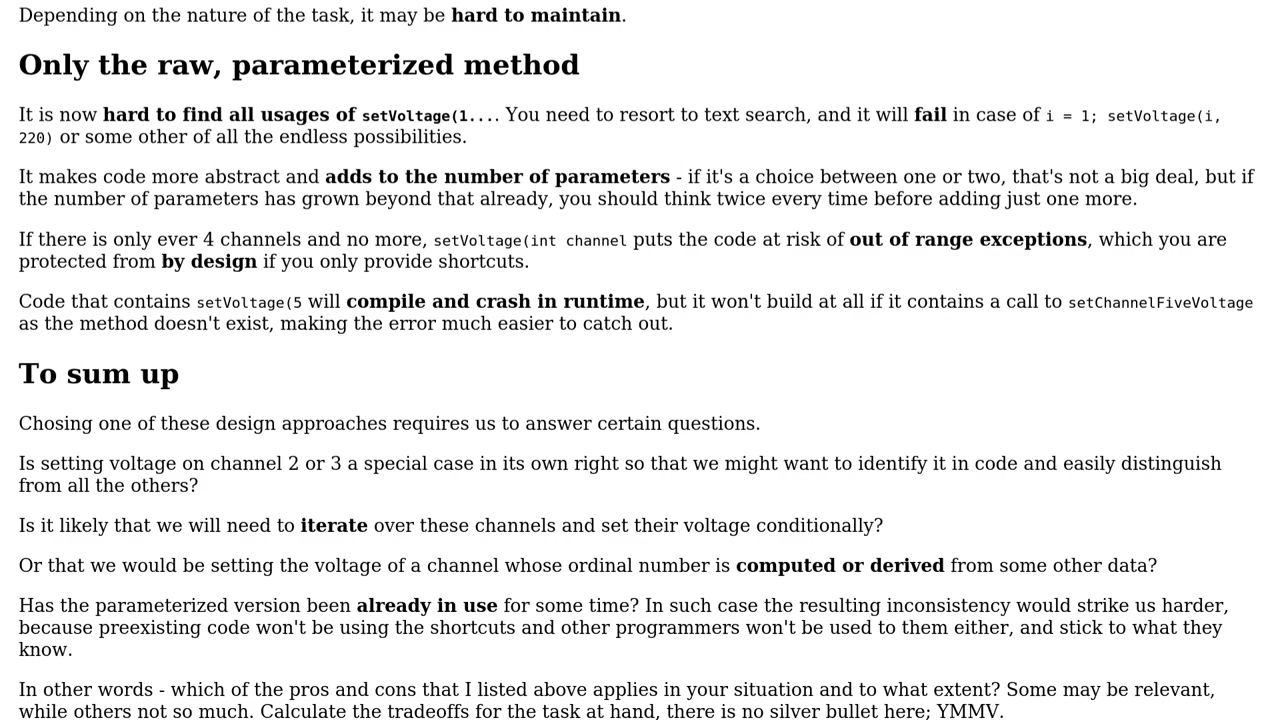 Depending on the nature of the task, it may be hard to maintain.
Only the raw, parameterized method
It is now hard to find all usages of setVoltage(1.... You need to resort to text search, and it will fail in case of i = 1; setVoltage(i,
220) or some other of all the endless possibilities.
It makes code more abstract and adds to the number of parameters - if it's a choice between one or two, that's not a big deal, but if
the number of parameters has grown beyond that already, you should think twice every time before adding just one more.
If there is only ever 4 channels and no more, setVoltage(int channel puts the code at risk of out of range exceptions, which you are
protected from by design if you only provide shortcuts.
Code that contains setVoltage(5 will compile and crash in runtime, but it won't build at all if it contains a call to setChannelFiveVoltage
as the method doesn't exist, making the error much easier to catch out.
To sum up
Chosing one of these design approaches requires us to answer certain questions.
Is setting voltage on channel 2 or 3 a special case in its own right so that we might want to identify it in code and easily distinguish
from all the others?
Is it likely that we will need to iterate over these channels and set their voltage conditionally?
Or that we would be setting the voltage of a channel whose ordinal number is computed or derived from some other data?
Has the parameterized version been already in use for some time? In such case the resulting inconsistency would strike us harder,
because preexisting code won't be using the shortcuts and other programmers won't be used to them either, and stick to what they
know.
In other words - which of the pros and cons that I listed above applies in your situation and to what extent? Some may be relevant,
while others not so much. Calculate the tradeoffs for the task at hand, there is no silver bullet here; YMMV.